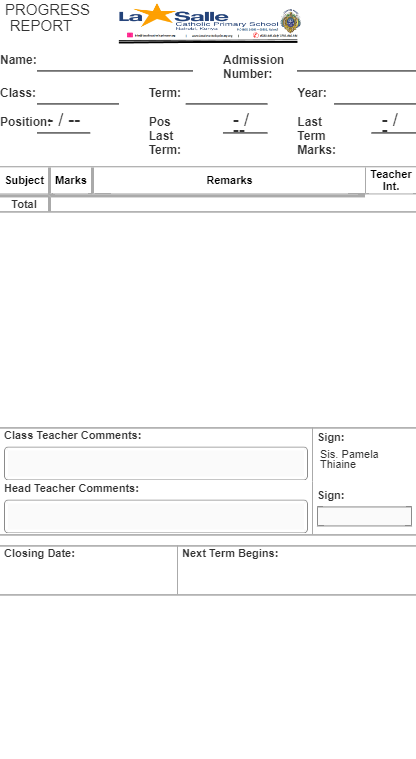 PROGRESS
REPORT
La Salle
Catholic Primary School
Nairobi, Kenya
Name:
Admission
Number:
Class:
Term:
Year:
Position:- / --
Pos
Last
Term:
- /
--
Last
Term
Marks:
- /
-
Subject Marks Remarks Teacher
Int.
Total
Class Teacher Comments:
Sign:
Sis. Pamela
Thiaine
Head Teacher Comments:
Sign:
Closing Date:
Next Term Begins: